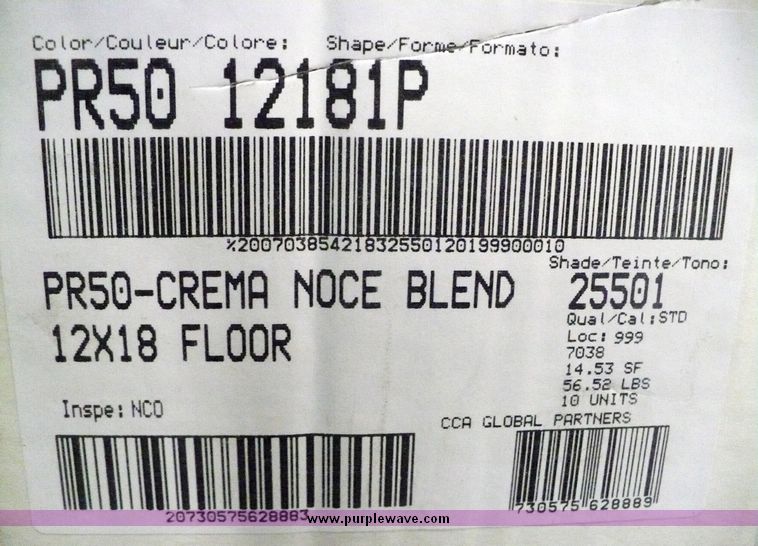 Color/Couleur/Colore: Shape/Forme/Formato:
PR50 12181P
%2007038542183255012019990001​0
Shade/Teinte/Tono:
PR50-CREMA NOCE BLEND 25501
Qual/Cal:STD
12X18 FLOOR
Loc: 999
7038
14.53 SF
56.52 LBS
10 UNITS
Inspe: NCO
CCA GLOBAL PARTNERS
20730575628883
730575 628889
www.purplewave.com